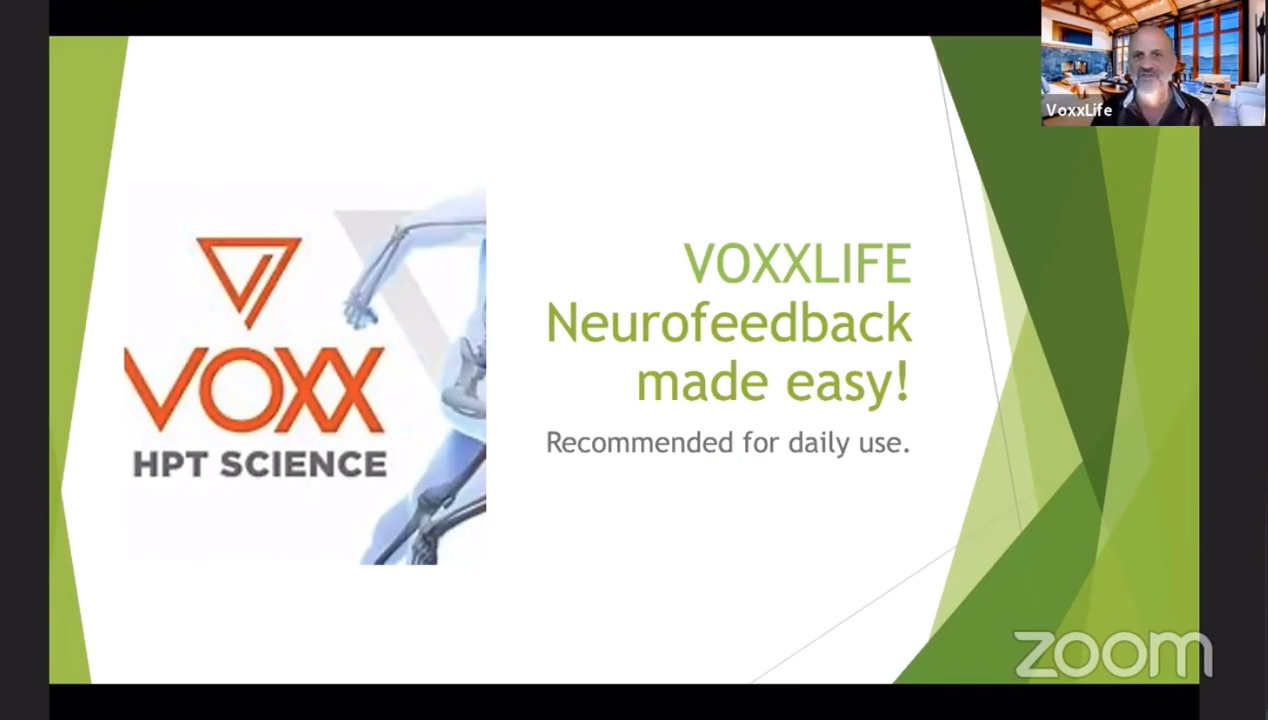 VoxxLife
VOXX
HPT SCIENCE
VOXXLIFE
Neurofeedback
made easy!
Recommended for daily use.
zoom